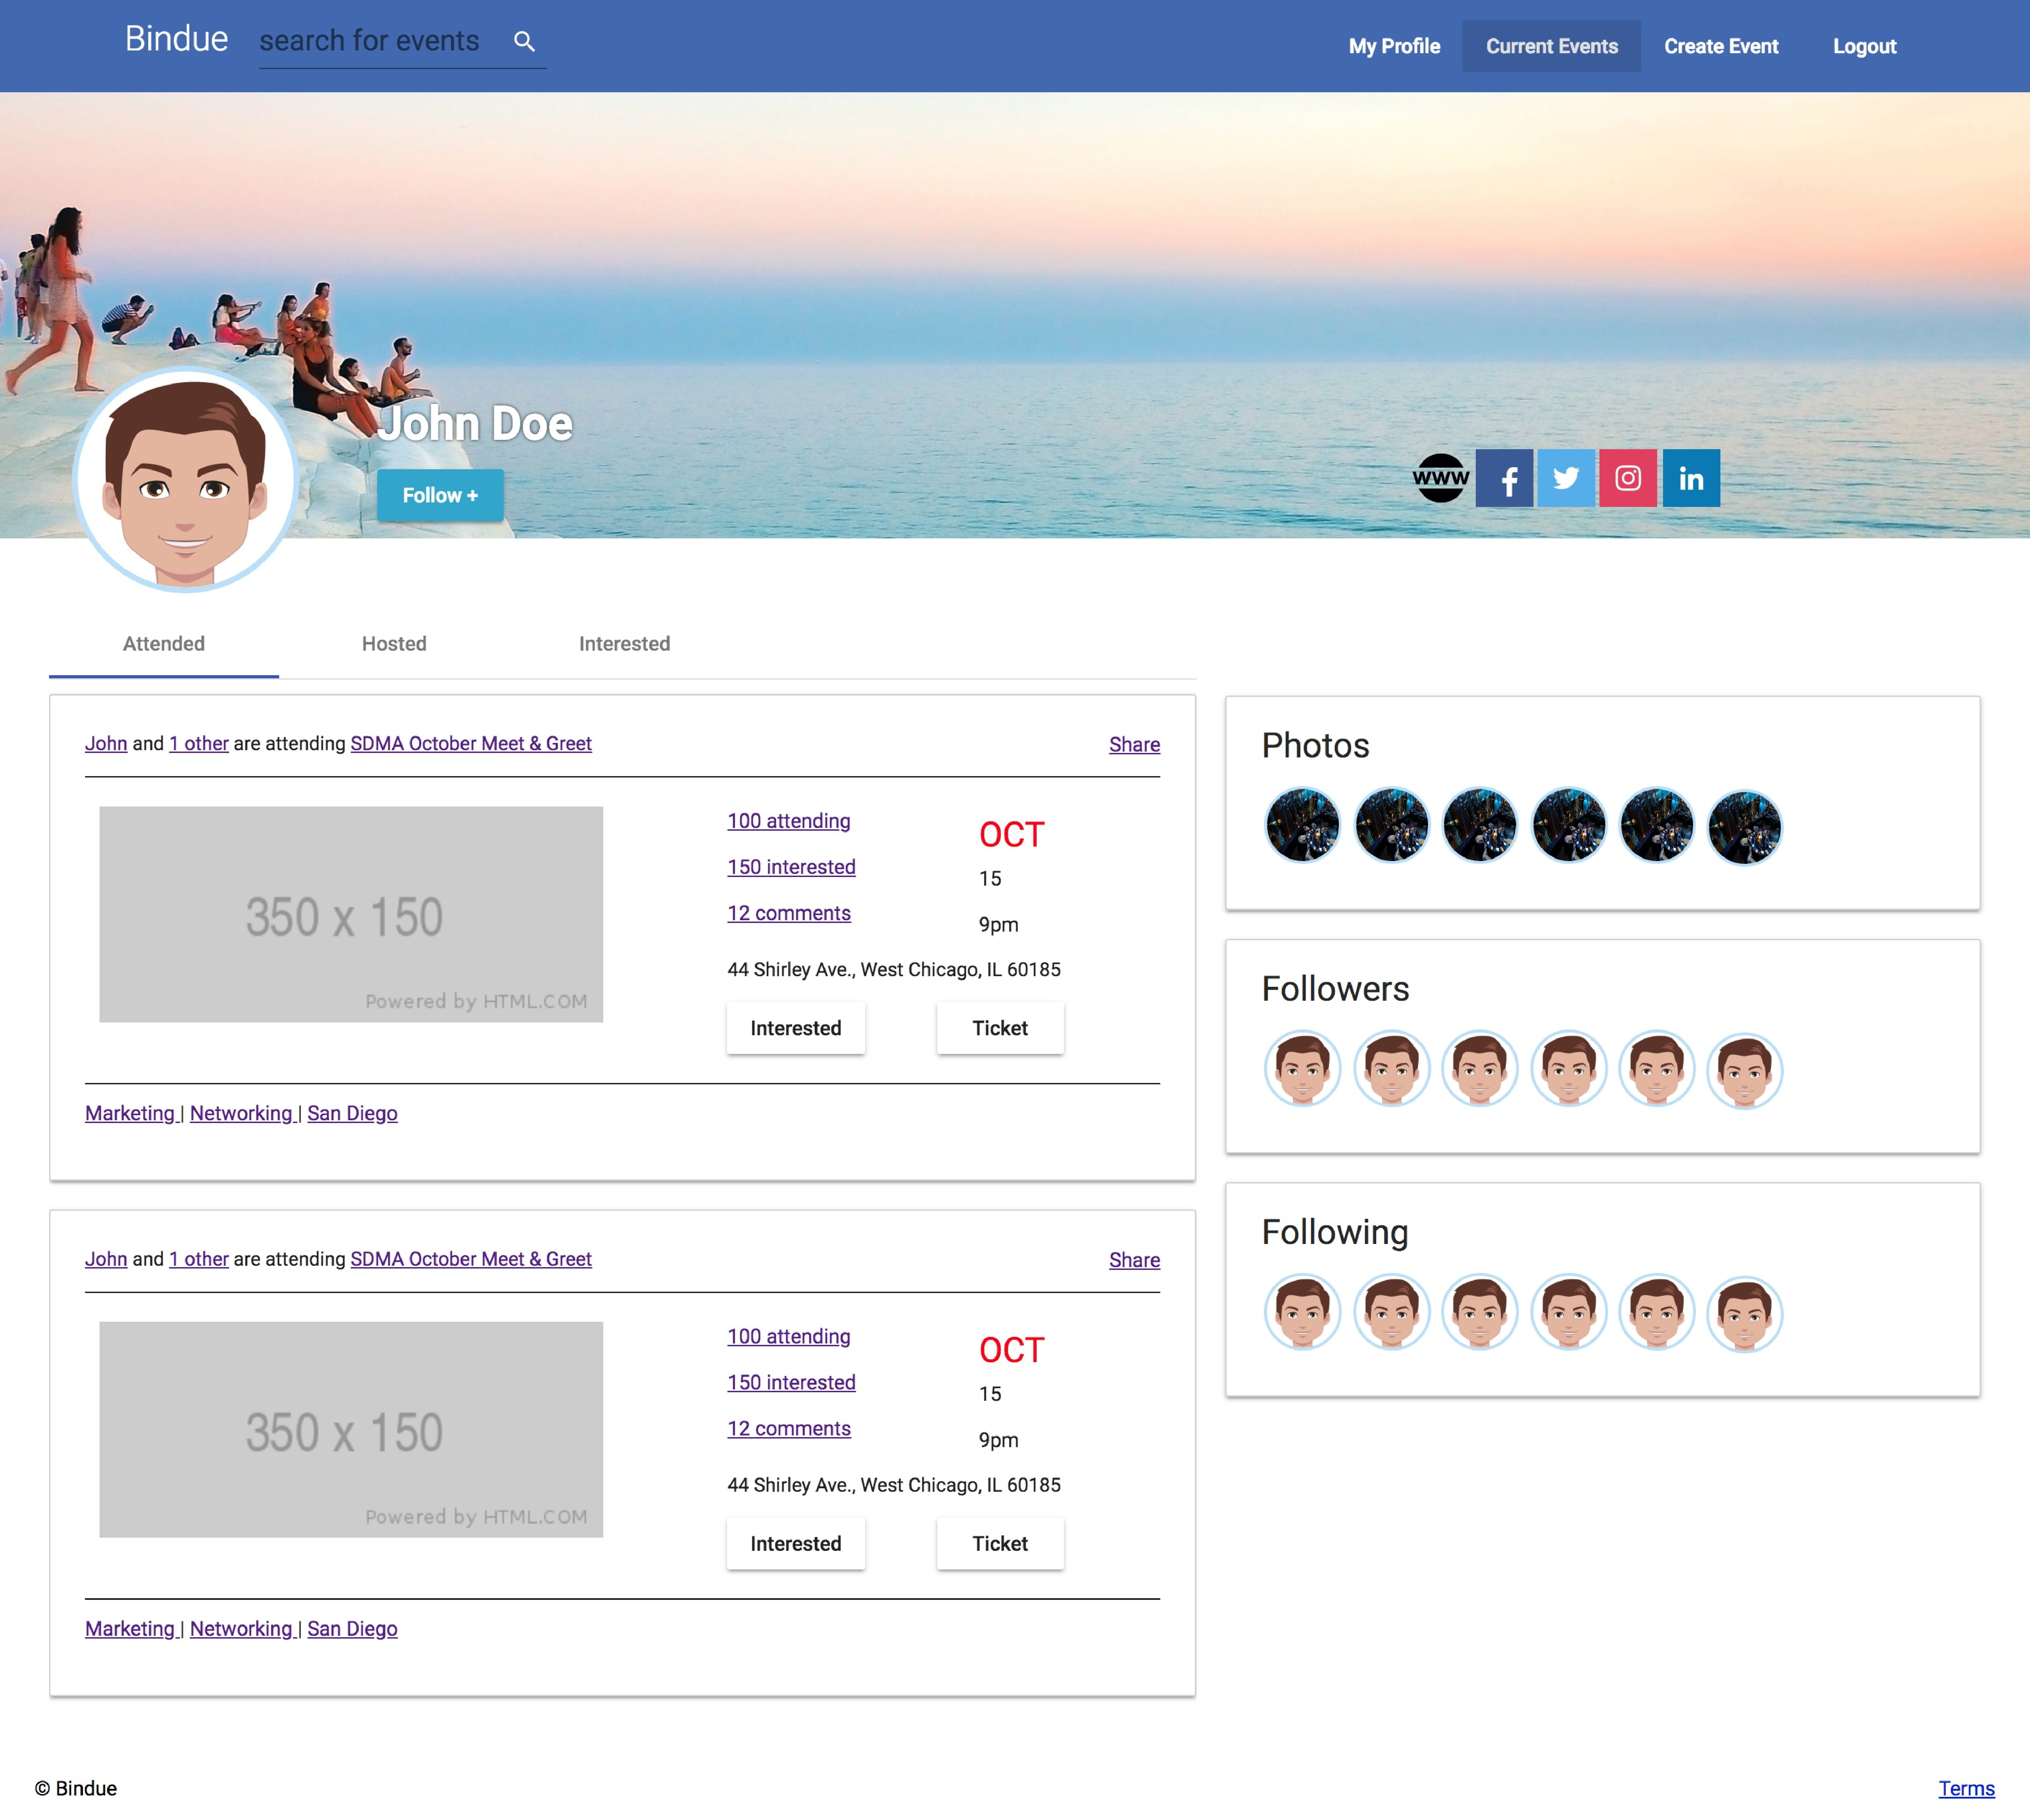 Bindue
search for events
My Profile
Current Events
Create Event
Logout
John Doe
Follow +
WWW
f
in
Attended
Hosted
Interested
John and 1 other are attending SDMA October Meet & Greet
Share
350 x 150
Powered by HTML.COM
100 attending
150 interested
12 comments
OCT
15
9pm
44 Shirley Ave., West Chicago, IL 60185
Interested
Ticket
Marketing | Networking | San Diego
John and 1 other are attending SDMA October Meet & Greet
Share
350 x 150
Powered by HTML.COM
100 attending
150 interested
12 comments
OCT
15
9pm
44 Shirley Ave., West Chicago, IL 60185
Interested
Ticket
Marketing | Networking | San Diego
Photos
Followers
Following
© Bindue
Terms